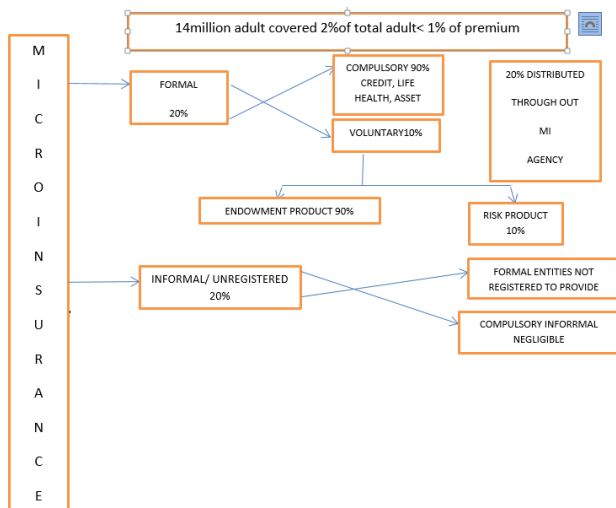 14million adult covered 2%of total adult< 1% of premium
M
I
C
R
O
I
N
S
U
R
A
N
C
E
FORMAL
20%
COMPULSORY 90%
CREDIT, LIFE
HEALTH, ASSET
VOLUNTARY10%
20% DISTRIBUTED
THROUGH OUT
MI
AGENCY
ENDOWMENT PRODUCT 90%
RISK PRODUCT
10%
INFORMAL/ UNREGISTERED
20%
FORMAL ENTITIES NOT
REGISTERED TO PROVIDE
COMPULSORY INFORRMAL
NEGLIGIBLE